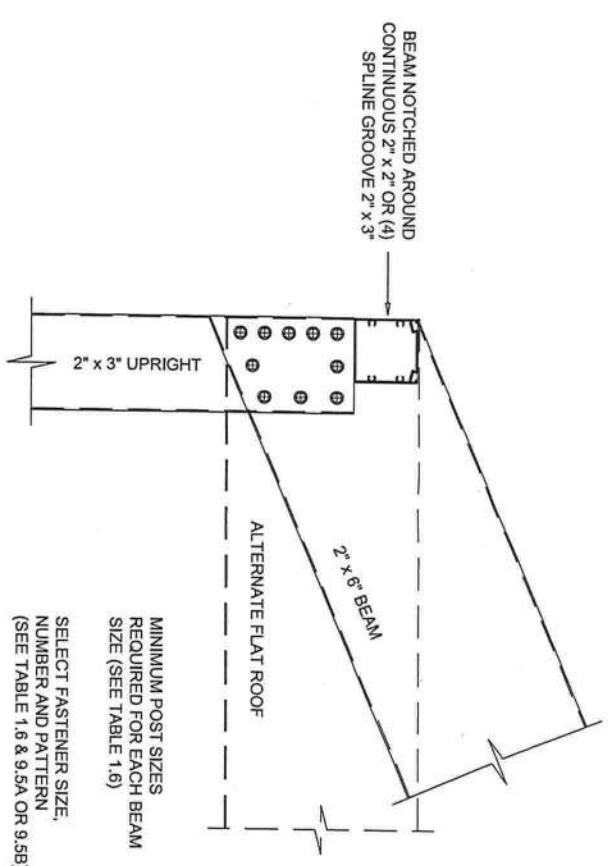 BEAM NOTCHED AROUND
CONTINUOUS 2" x 2" OR (4)
SPLINE GROOVE 2" x 3"
2" x 3" UPRIGHT
2" x 6" BEAM
ALTERNATE FLAT ROOF
MINIMUM POST SIZES
REQUIRED FOR EACH BEAM
SIZE (SEE TABLE 1.6)
SELECT FASTENER SIZE,
NUMBER AND PATTERN
(SEE TABLE 1.6 & 9.5A OR 9.5B)